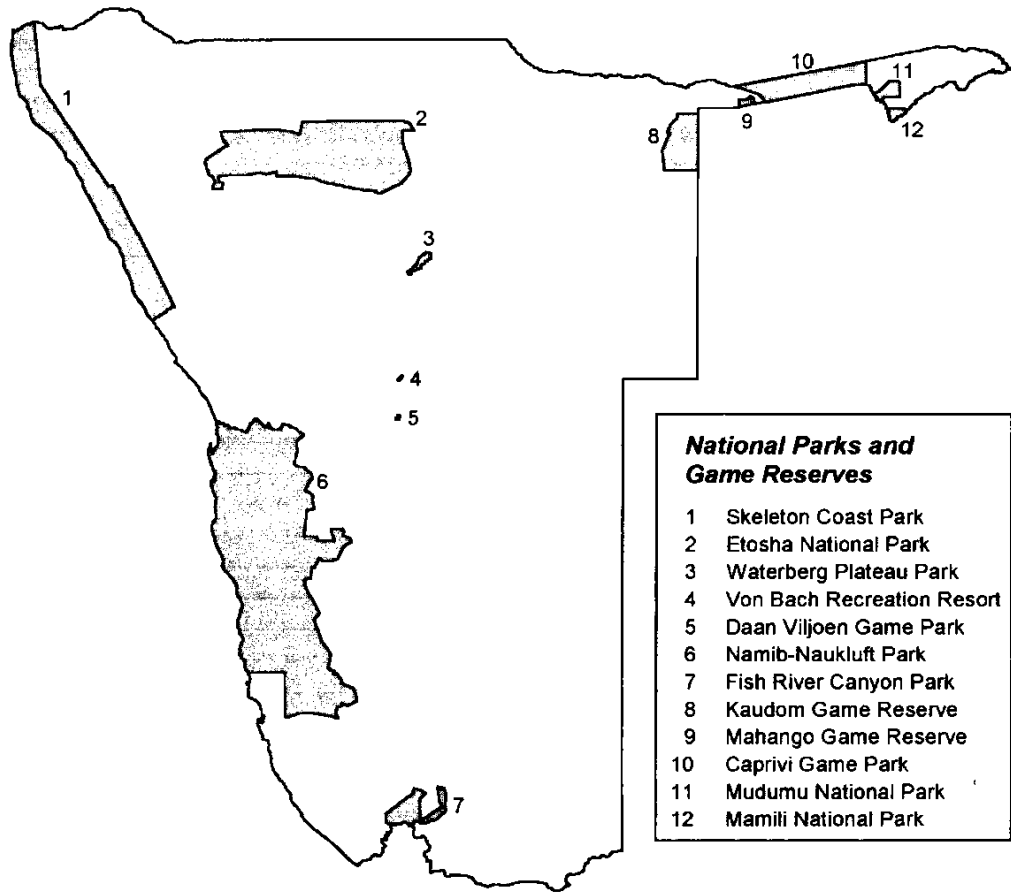 10
1
11
2
9
12
8
3
4
5
6
7
National Parks and
Game Reserves
1 Skeleton Coast Park
2 Etosha National Park
3 Waterberg Plateau Park
4 Von Bach Recreation Resort
5 Daan Viljoen Game Park
6 Namib-Naukluft Park
7 Fish River Canyon Park
8 Kaudom Game Reserve
9 Mahango Game Reserve
10 Caprivi Game Park
11 Mudumu National Park
12 Mamili National Park